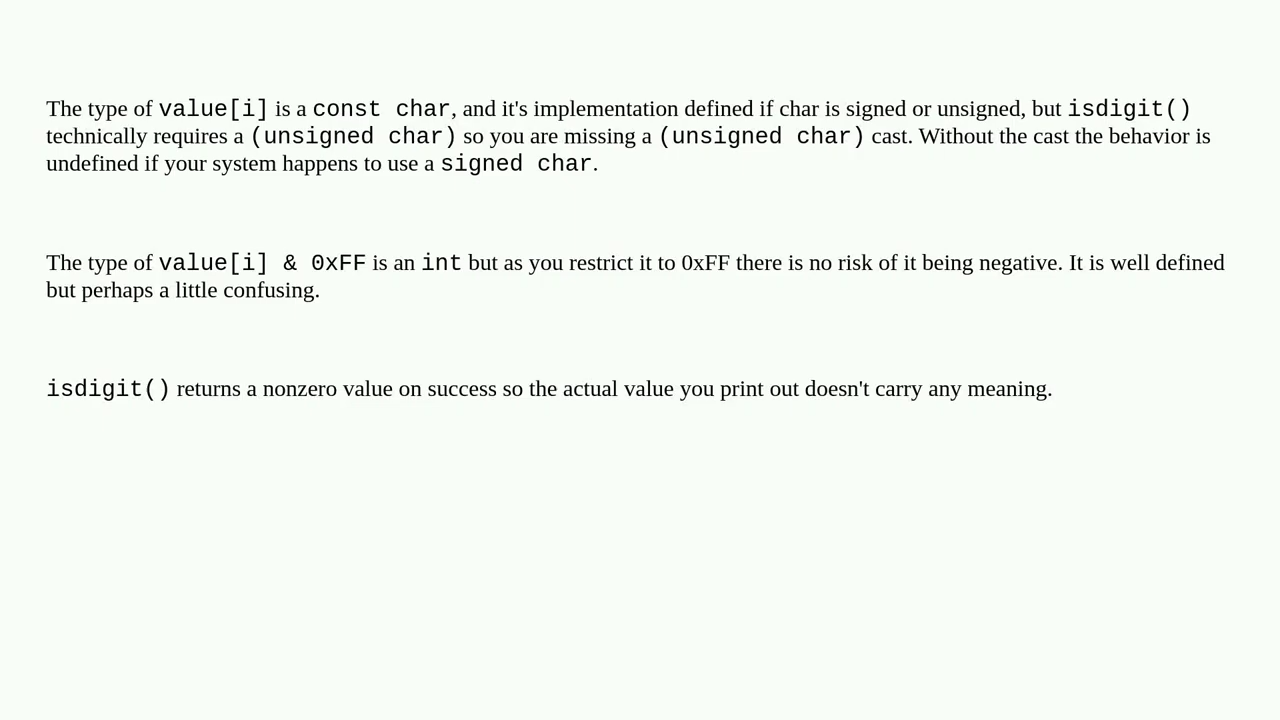 The type of value[i] is a const char, and it's implementation defined if char is signed or unsigned, but isdigit()
technically requires a (unsigned char) so you are missing a (unsigned char) cast. Without the cast the behavior is
undefined if your system happens to use a signed char.
The type of value[i] & 0xFF is an int but as you restrict it to 0xFF there is no risk of it being negative. It is well defined
but perhaps a little confusing.
isdigit() returns a nonzero value on success so the actual value you print out doesn't carry any meaning.